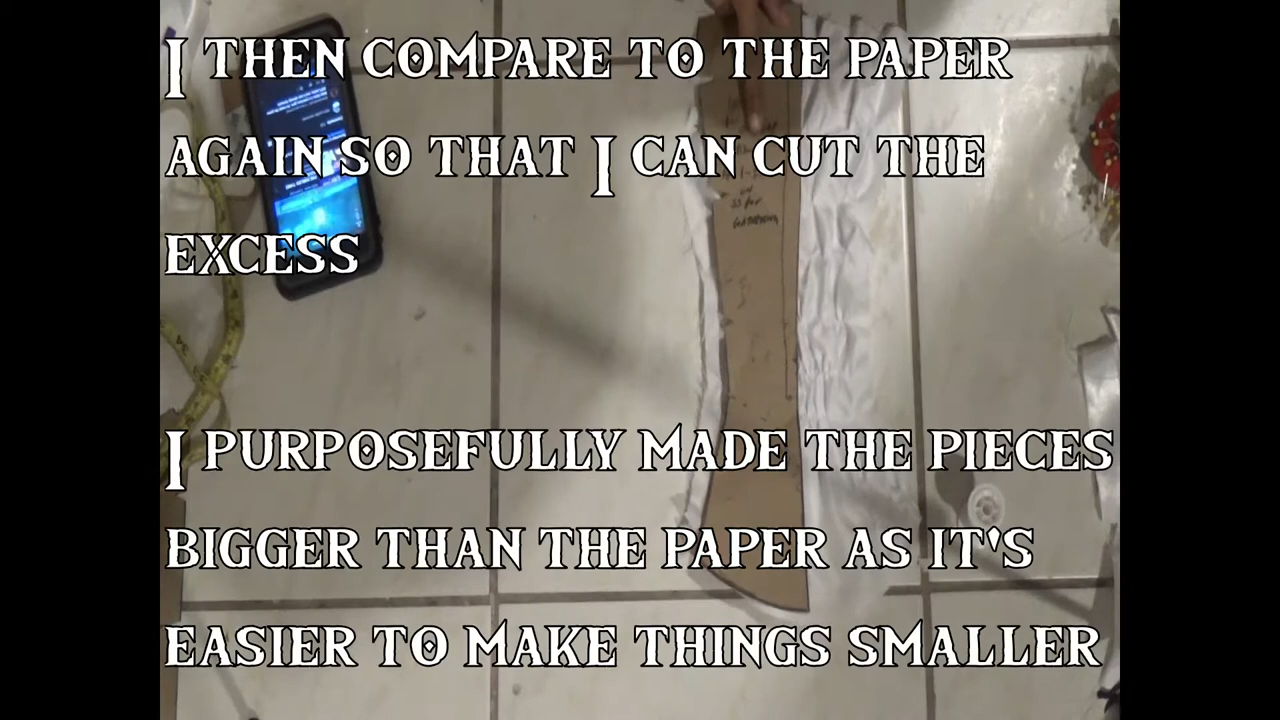 I THEN COMPARE TO THE PAPER
AGAIN SO THAT I CAN CUT THE
EXCESS
I PURPOSEFULLY MADE THE PIECES
BIGGER THAN THE PAPER AS IT'S
EASIER TO MAKE THINGS SMALLER